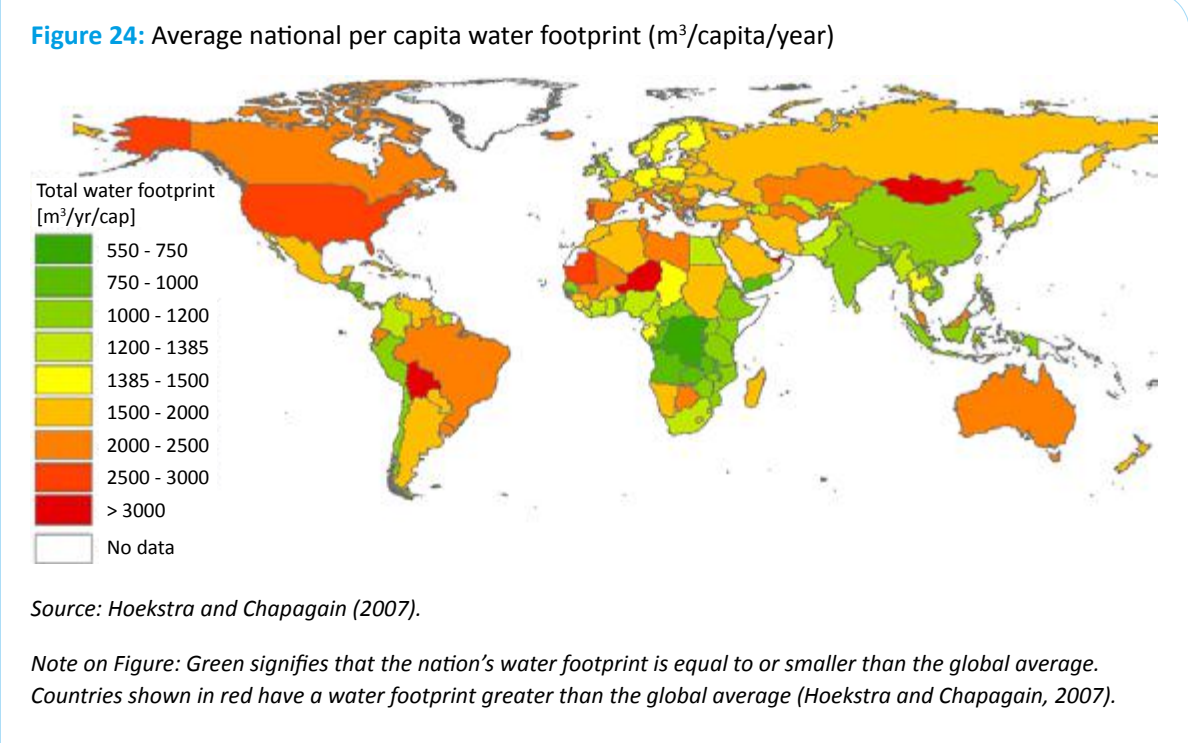 Figure 24: Average national per capita water footprint (m³/capita/year)
Total water footprint
[m³/yr/cap]
550 - 750
750 - 1000
1000 - 1200
1200 - 1385
1385 - 1500
1500 - 2000
2000 - 2500
2500 - 3000
> 3000
No data
Source: Hoekstra and Chapagain (2007).
Note on Figure: Green signifies that the nation's water footprint is equal to or smaller than the global average.
Countries shown in red have a water footprint greater than the global average (Hoekstra and Chapagain, 2007).